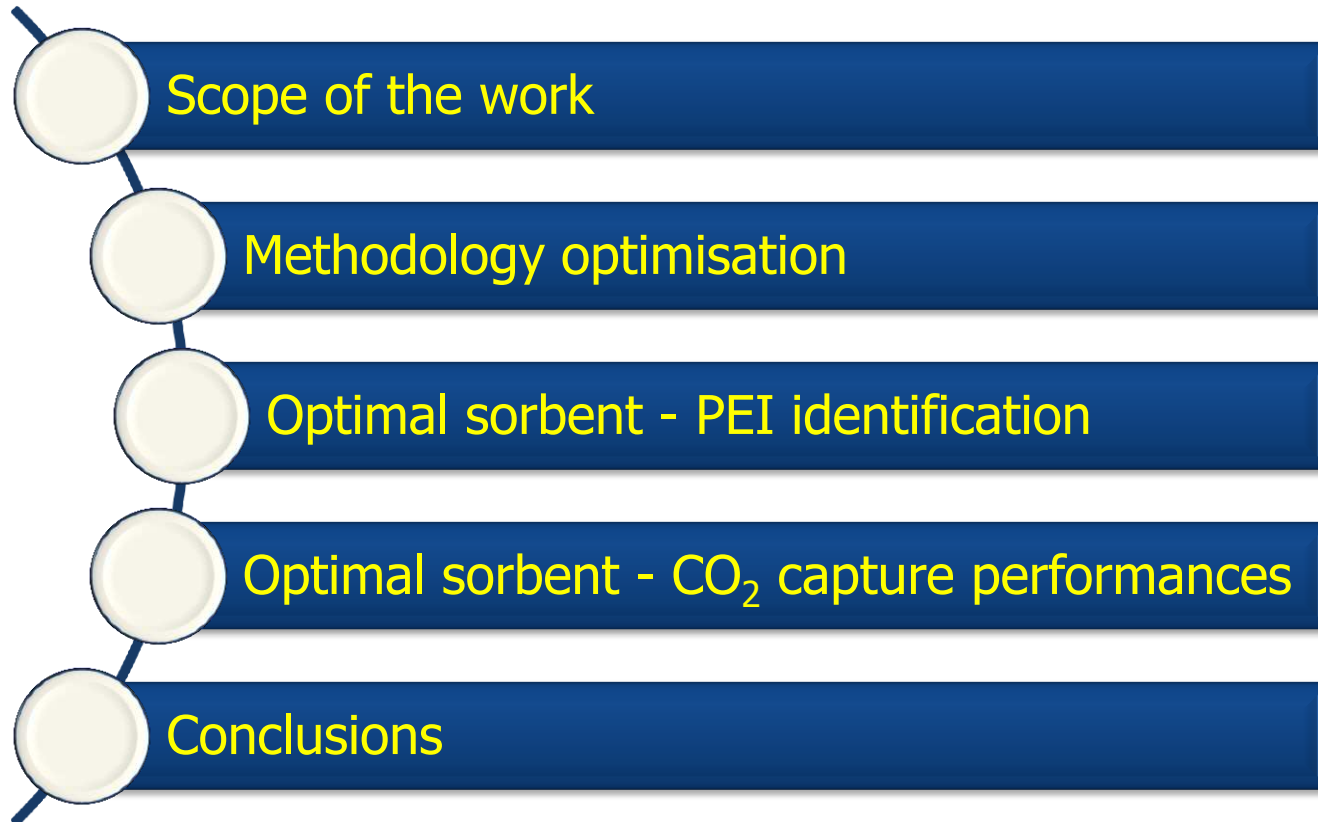 Scope of the work
Methodology optimisation
Optimal sorbent - PEI identification
Optimal sorbent - CO₂ capture performances
Conclusions